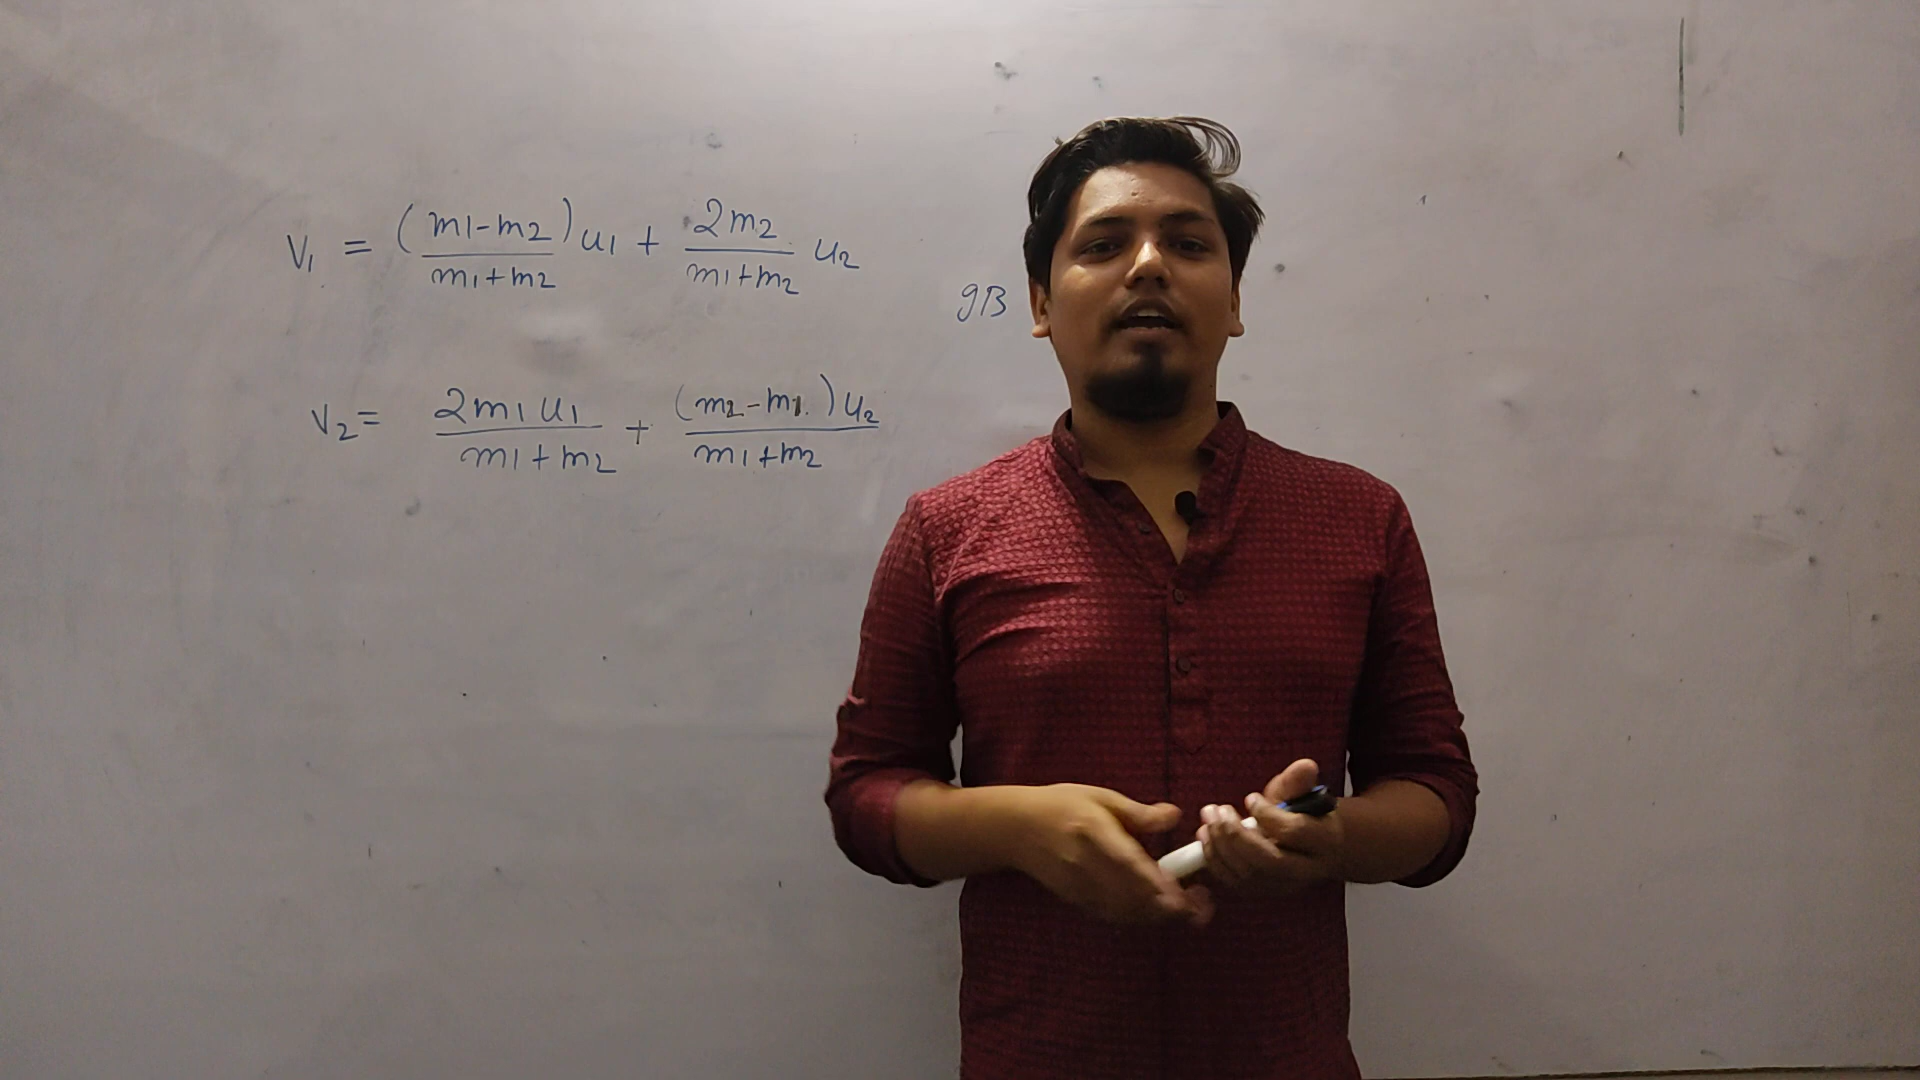 V1 = (m1-m2)/(m1+m2) u1 + 2m2/(m1+m2) u2
gB
V2 = 2m1u1/(m1+m2) + (m2-m1)u2/(m1+m2)